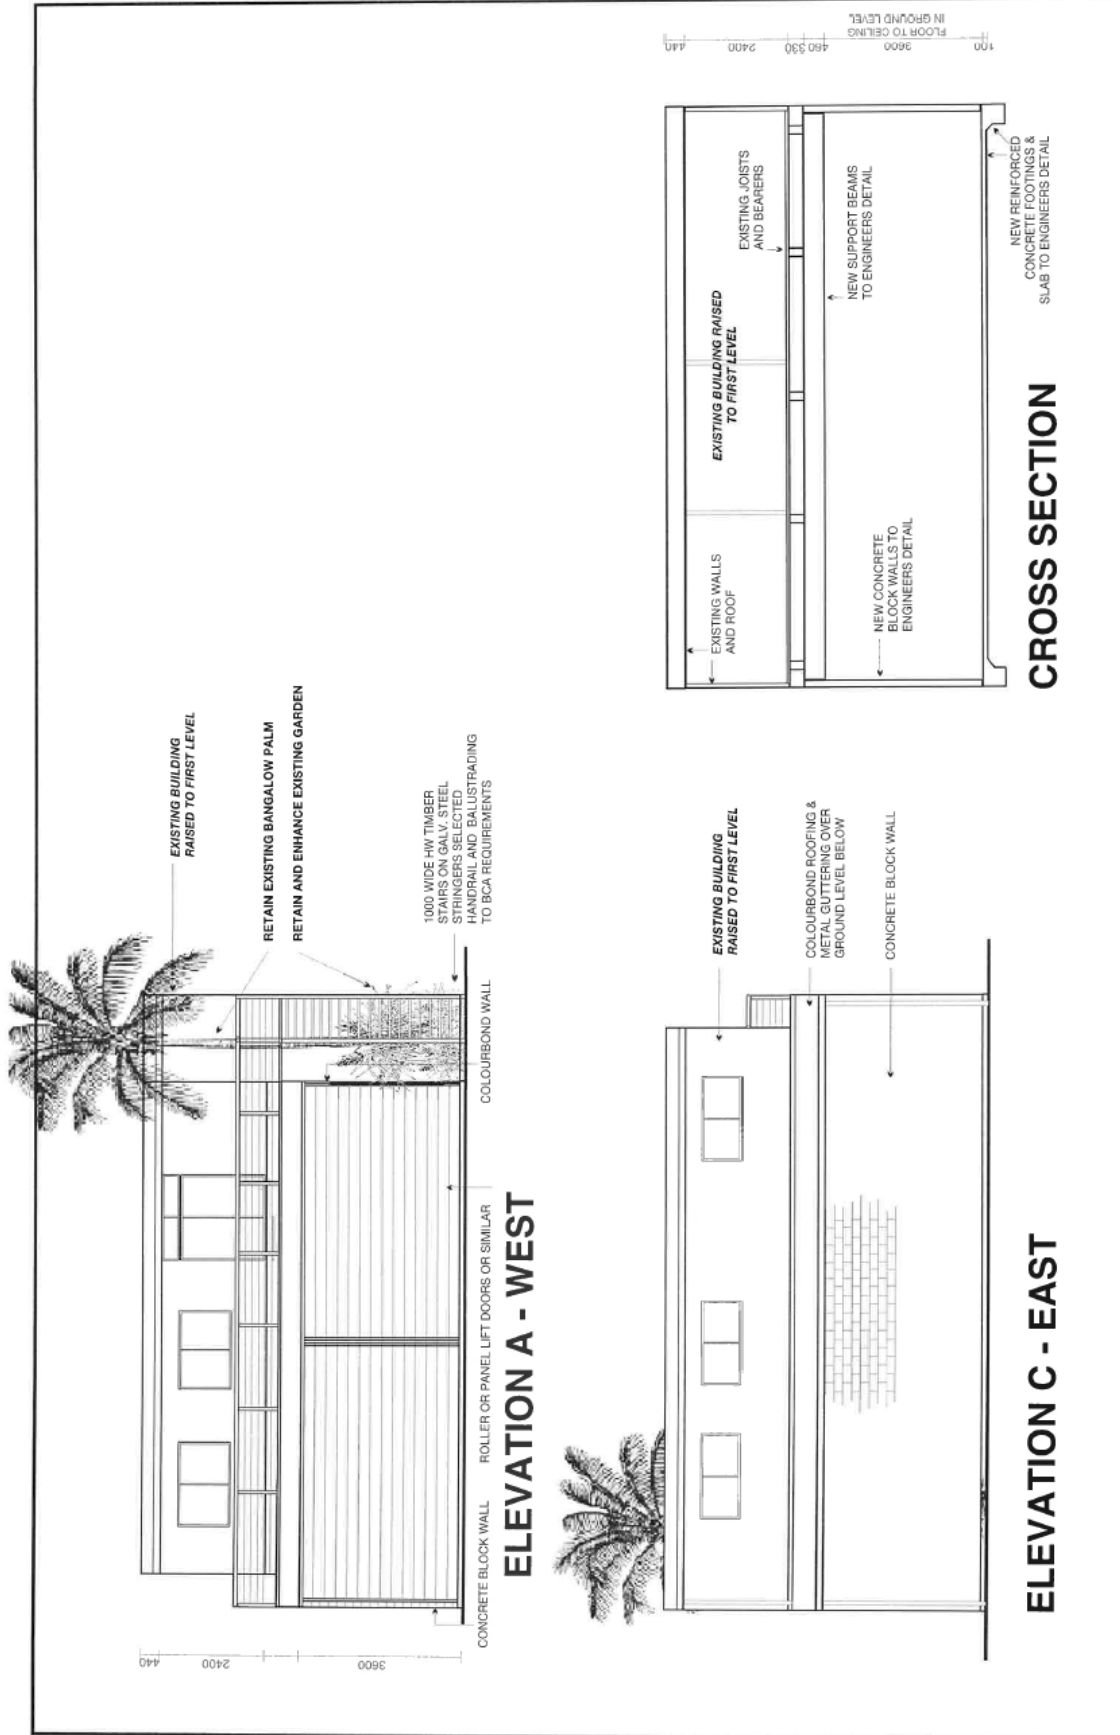 EXISTING BUILDING
RAISED TO FIRST LEVEL
RETAIN EXISTING BANGALOW PALM
RETAIN AND ENHANCE EXISTING GARDEN
1000 WIDE HW TIMBER
STAIRS ON GALV. STEEL
STRINGERS SELECTED
HANDRAIL AND BALUSTRADING
TO BCA REQUIREMENTS
440
2400
3600
CONCRETE BLOCK WALL
ROLLER OR PANEL LIFT DOORS OR SIMILAR
COLOURBOND WALL
ELEVATION A - WEST
EXISTING BUILDING
RAISED TO FIRST LEVEL
COLOURBOND ROOFING &
METAL GUTTERING OVER
GROUND LEVEL BELOW
CONCRETE BLOCK WALL
ELEVATION C - EAST
EXISTING WALLS
AND ROOF
EXISTING BUILDING RAISED
TO FIRST LEVEL
EXISTING JOISTS
AND BEARERS
NEW SUPPORT BEAMS
TO ENGINEERS DETAIL
NEW CONCRETE
BLOCK WALLS TO
ENGINEERS DETAIL
NEW REINFORCED
CONCRETE FOOTINGS &
SLAB TO ENGINEERS DETAIL
440
2400
330
460
3600
100
FLOOR TO CEILING
IN GROUND LEVEL
CROSS SECTION